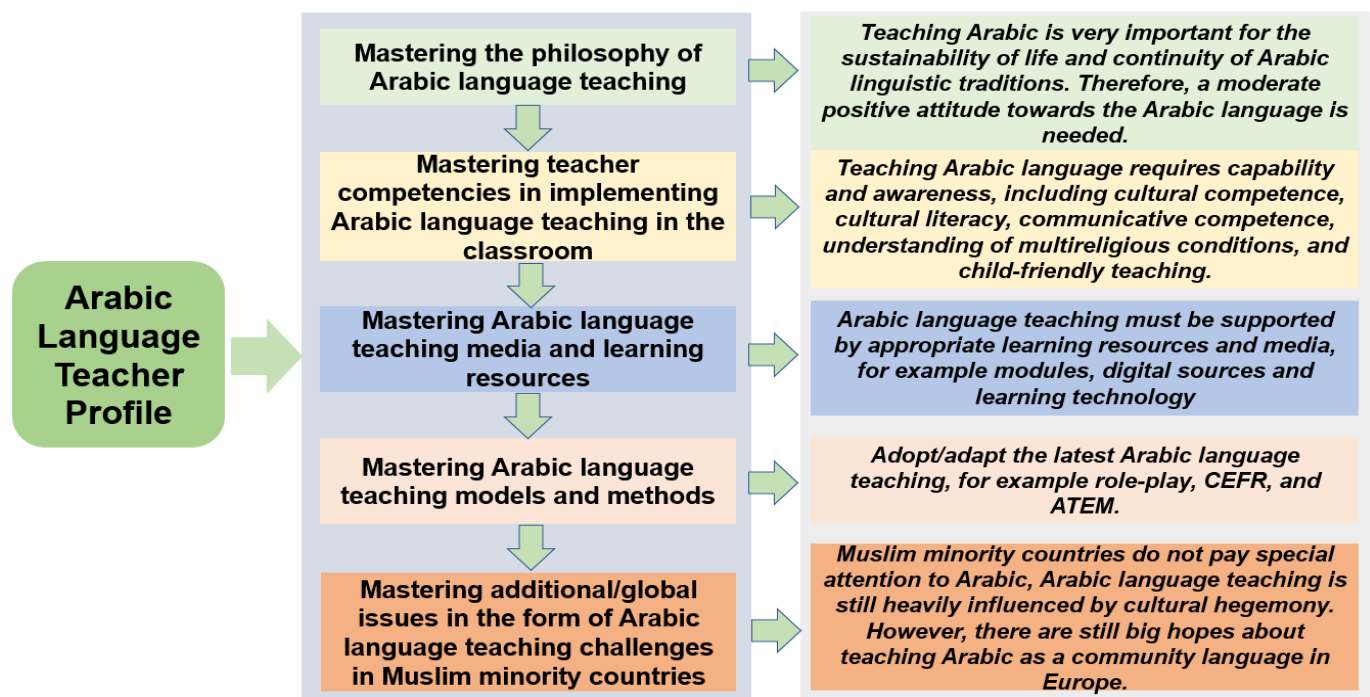 Arabic
Language
Teacher
Profile
Mastering the philosophy of
Arabic language teaching
Teaching Arabic is very important for the
sustainability of life and continuity of Arabic
linguistic traditions. Therefore, a moderate
positive attitude towards the Arabic language is
needed.
Mastering teacher
competencies in implementing
Arabic language teaching in the
classroom
Teaching Arabic language requires capability
and awareness, including cultural competence,
cultural literacy, communicative competence,
understanding of multireligious conditions, and
child-friendly teaching.
Mastering Arabic language
teaching media and learning
resources
Arabic language teaching must be supported
by appropriate learning resources and media,
for example modules, digital sources and
learning technology
Mastering Arabic language
teaching models and methods
Adopt/adapt the latest Arabic language
teaching, for example role-play, CEFR, and
ATEM.
Mastering additional/global
issues in the form of Arabic
language teaching challenges
in Muslim minority countries
Muslim minority countries do not pay special
attention to Arabic, Arabic language teaching is
still heavily influenced by cultural hegemony.
However, there are still big hopes about
teaching Arabic as a community language in
Europe.